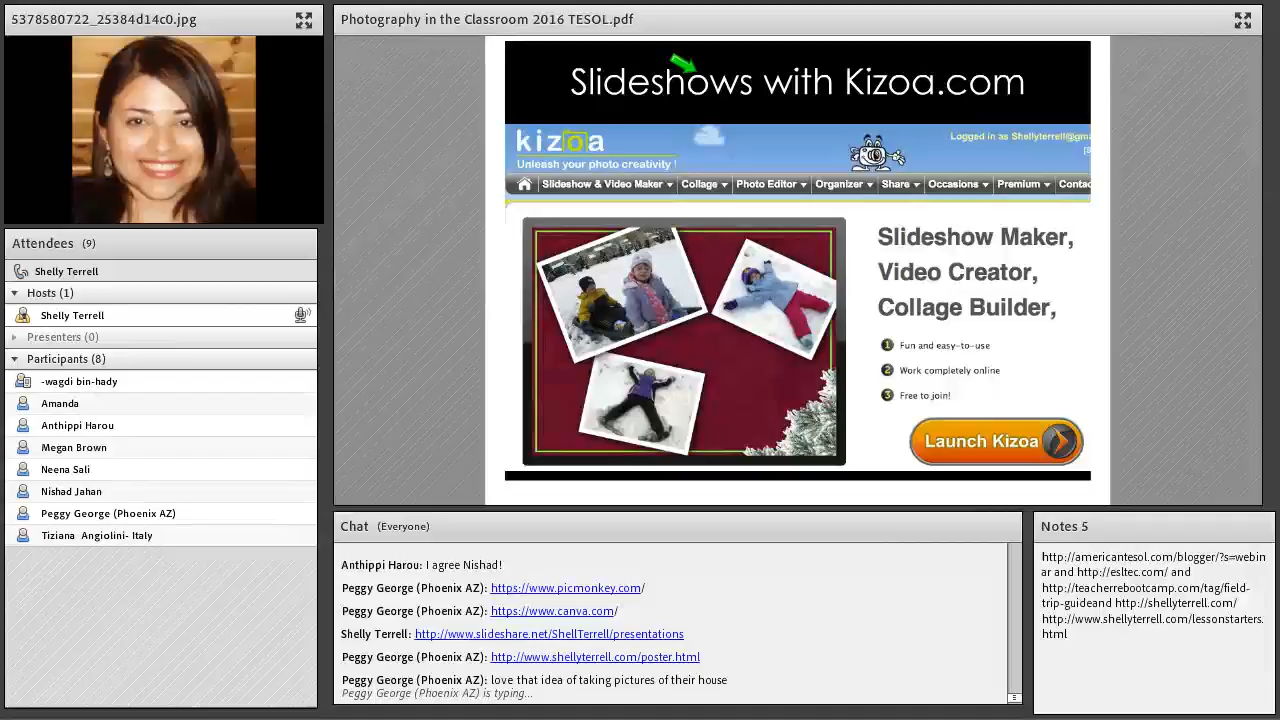 5378580722_25384d14c0.jpg
Attendees (9)
Shelly Terrell
Hosts (1)
Shelly Terrell
Presenters (0)
Participants (8)
-wagdi bin-hady
Amanda
Anthippi Harou
Megan Brown
Neena Sali
Nishad Jahan
Peggy George (Phoenix AZ)
Tiziana Angiolini- Italy
Photography in the Classroom 2016 TESOL.pdf
Slideshows with Kizoa.com
kizoa
Unleash your photo creativity !
Logged in as Shellyterrell@gma
Slideshow & Video Maker Collage Photo Editor Organizer Share Occasions Premium Contac
Slideshow Maker,
Video Creator,
Collage Builder,
1 Fun and easy-to-use
2 Work completely online
3 Free to join!
Launch Kizoa
Chat (Everyone)
Anthippi Harou: I agree Nishad!
Peggy George (Phoenix AZ): https://www.picmonkey.com/
Peggy George (Phoenix AZ): https://www.canva.com/
Shelly Terrell: http://www.slideshare.net/ShellTerrell/presentations
Peggy George (Phoenix AZ): http://www.shellyterrell.com/poster.html
Peggy George (Phoenix AZ): love that idea of taking pictures of their house
Peggy George (Phoenix AZ) is typing...
Notes 5
http://americantesol.com/blogger/?s=webin
ar and http://esltec.com/ and
http://teacherrebootcamp.com/tag/field-
trip-guideand http://shellyterrell.com/
http://www.shellyterrell.com/lessonstarters.
html